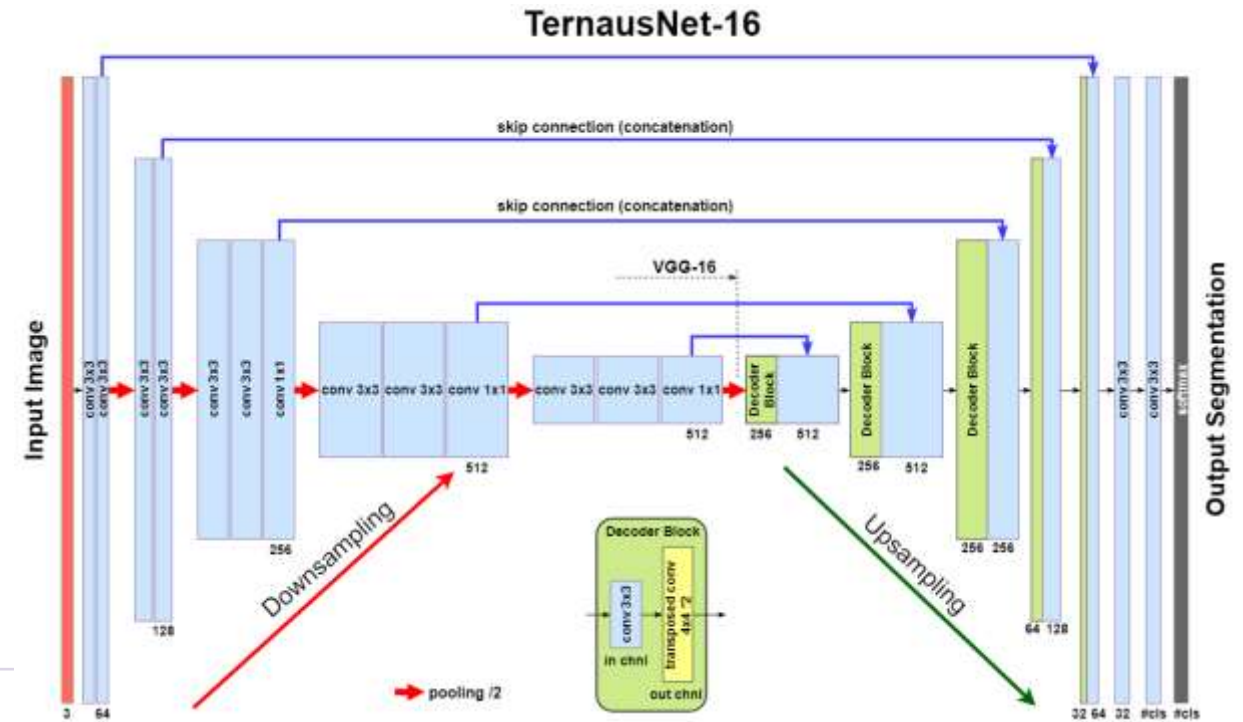 TernausNet-16
skip connection (concatenation)
skip connection (concatenation)
VGG-16
Input Image
conv 3x3
conv 3x3
conv 3x3
conv 3x3
conv 3x3
conv 3x3
conv 1x1
conv 3x3 conv 3x3 conv 1x1
conv 3x3 conv 3x3 conv 1x1
Decoder
Block
Decoder Block
Decoder Block
conv 3x3
conv 3x3
softmax
Output Segmentation
256 512
512
512
256 512
256
256 256
128
64 128
Downsampling
Upsampling
Decoder Block
conv 3x3
transposed conv
4x4 *2
in chnl
out chnl
pooling /2
3 64
32 64 32 #cls #cls